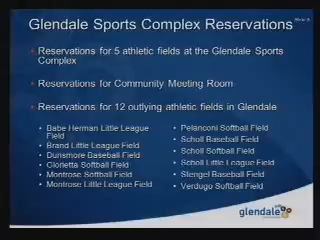 Glendale Sports Complex Reservations
• Reservations for 5 athletic fields at the Glendale Sports
Complex
• Reservations for Community Meeting Room
• Reservations for 12 outlying athletic fields in Glendale
• Babe Herman Little League
Field
• Brand Little League Field
• Dunsmore Baseball Field
• Glorietta Softball Field
• Montrose Softball Field
• Montrose Little League Field
• Pelanconi Softball Field
• Scholl Baseball Field
• Scholl Softball Field
• Scholl Little League Field
• Stengel Baseball Field
• Verdugo Softball Field
glendale